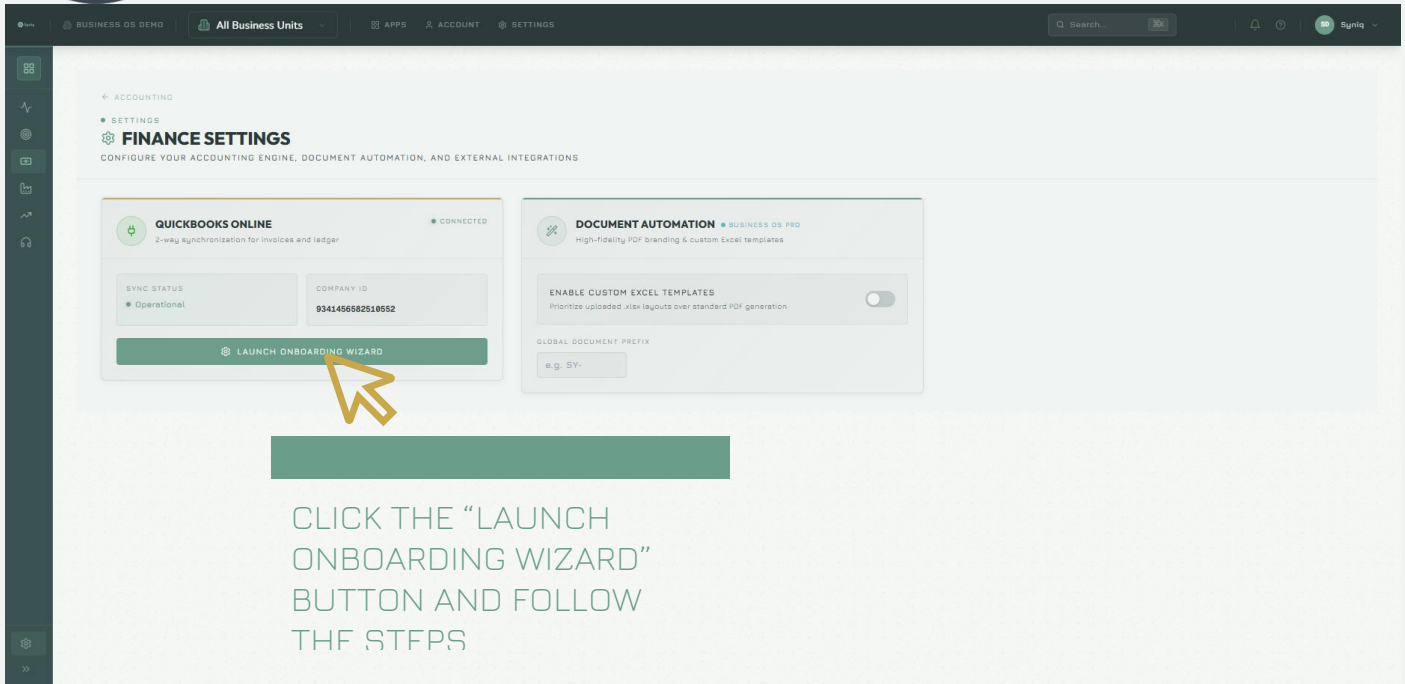 Syniq
BUSINESS OS DEMO
All Business Units
APPS
ACCOUNT
SETTINGS
Search...
⌘K
SD
Syniq
← ACCOUNTING
SETTINGS
FINANCE SETTINGS
CONFIGURE YOUR ACCOUNTING ENGINE, DOCUMENT AUTOMATION, AND EXTERNAL INTEGRATIONS
QUICKBOOKS ONLINE
CONNECTED
2-way synchronization for invoices and ledger
SYNC STATUS
Operational
COMPANY ID
9341456582510552
LAUNCH ONBOARDING WIZARD
DOCUMENT AUTOMATION
BUSINESS OS PRO
High-fidelity PDF branding & custom Excel templates
ENABLE CUSTOM EXCEL TEMPLATES
Prioritize uploaded .xlsx layouts over standard PDF generation
GLOBAL DOCUMENT PREFIX
e.g. SY-
CLICK THE “LAUNCH
ONBOARDING WIZARD”
BUTTON AND FOLLOW
THE STEPS